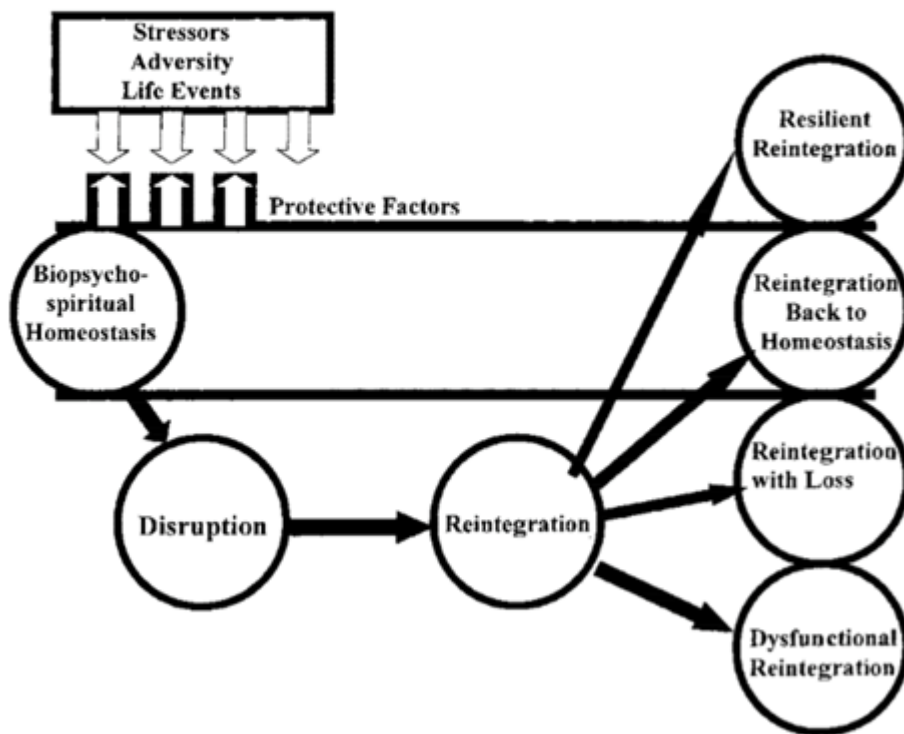 Stressors
Adversity
Life Events
Protective Factors
Biopsycho-
spiritual
Homeostasis
Disruption
Reintegration
Resilient
Reintegration
Reintegration
Back to
Homeostasis
Reintegration
with Loss
Dysfunctional
Reintegration